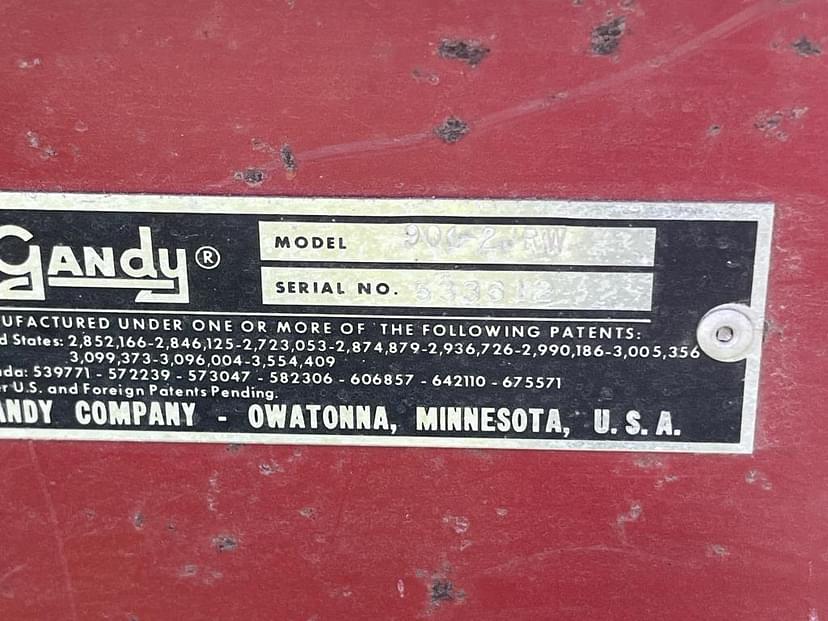 GANDY®
MODEL
SERIAL NO. 533612
UFACTURED UNDER ONE OR MORE OF THE FOLLOWING PATENTS:
d States: 2,852,166-2,846,125-2,723,053-2,874,879-2,936,726-2,990,186-3,005,356
3,099,373-3,096,004-3,554,409
da: 539771 - 572239 - 573047 - 582306 - 606857 - 642110 - 675571
r U.S. and Foreign Patents Pending.
ANDY COMPANY - OWATONNA, MINNESOTA, U. S. A.